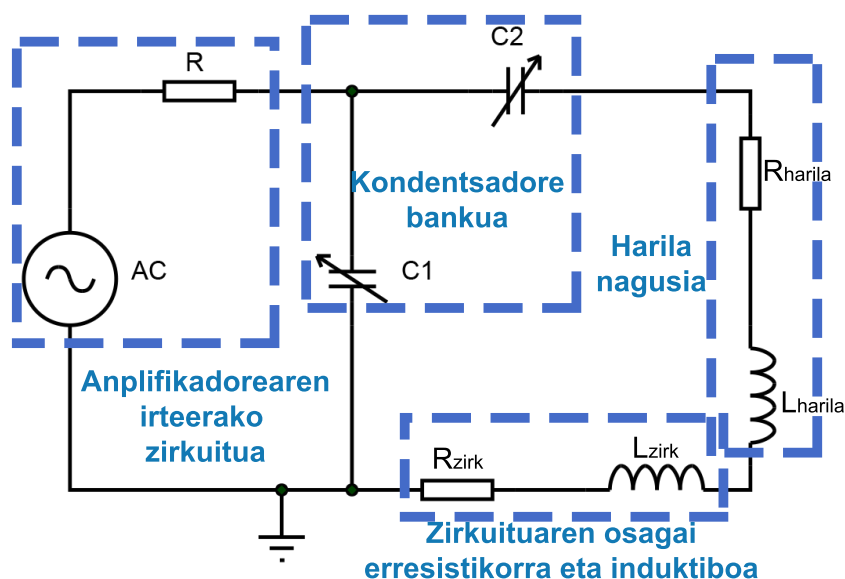 C2
R
Kondentsadore
bankua
Rharila
AC
C1
Harila
nagusia
Anplifikadorearen
irteerako
zirkuitua
Lharila
Rzirk
Lzirk
Zirkuituaren osagai
erresistikorra eta induktiboa